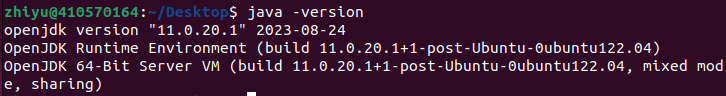 zhiyu@410570164:~/Desktop$ java -version
openjdk version "11.0.20.1" 2023-08-24
OpenJDK Runtime Environment (build 11.0.20.1+1-post-Ubuntu-0ubuntu122.04)
OpenJDK 64-Bit Server VM (build 11.0.20.1+1-post-Ubuntu-0ubuntu122.04, mixed mod
e, sharing)